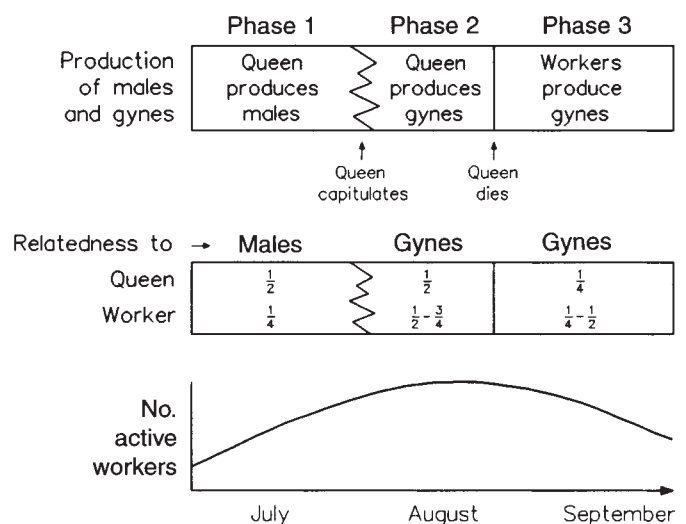 Phase 1 Phase 2 Phase 3
Production of males and gynes
Queen produces males
Queen produces gynes
Workers produce gynes
↑ Queen capitulates
↑ Queen dies
Relatedness to → Males Gynes Gynes
Queen 1/2 1/2 1/4
Worker 1/4 1/2 - 3/4 1/4 - 1/2
No. active workers
July August September